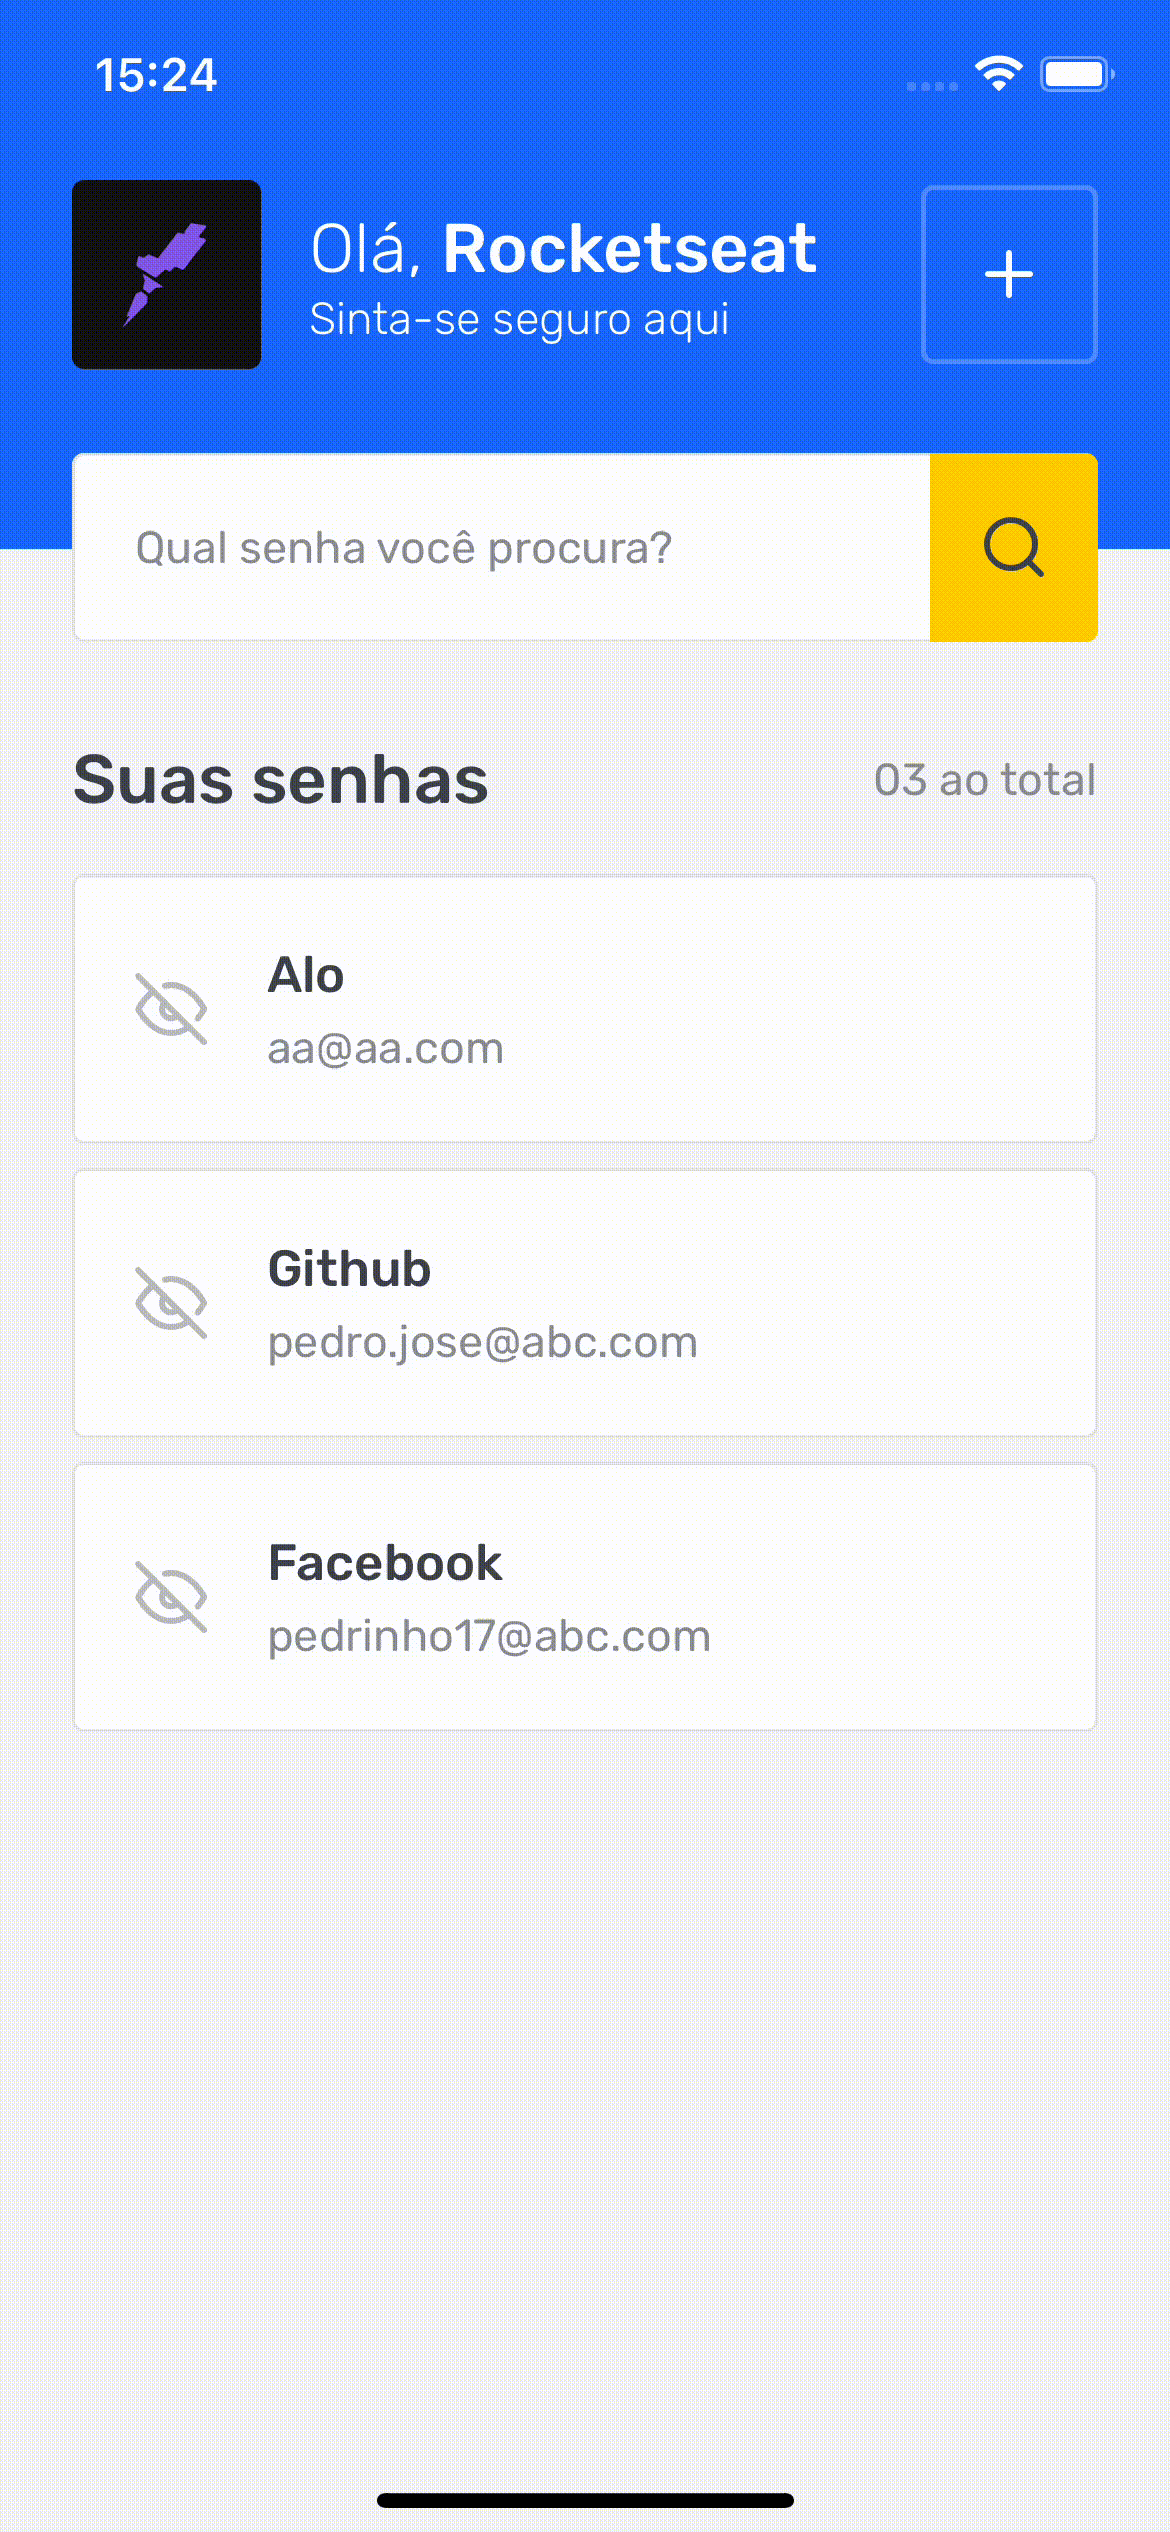 15:24
Olá, Rocketseat
Sinta-se seguro aqui
Qual senha você procura?
Suas senhas
03 ao total
Alo
aa@aa.com
Github
pedro.jose@abc.com
Facebook
pedrinho17@abc.com